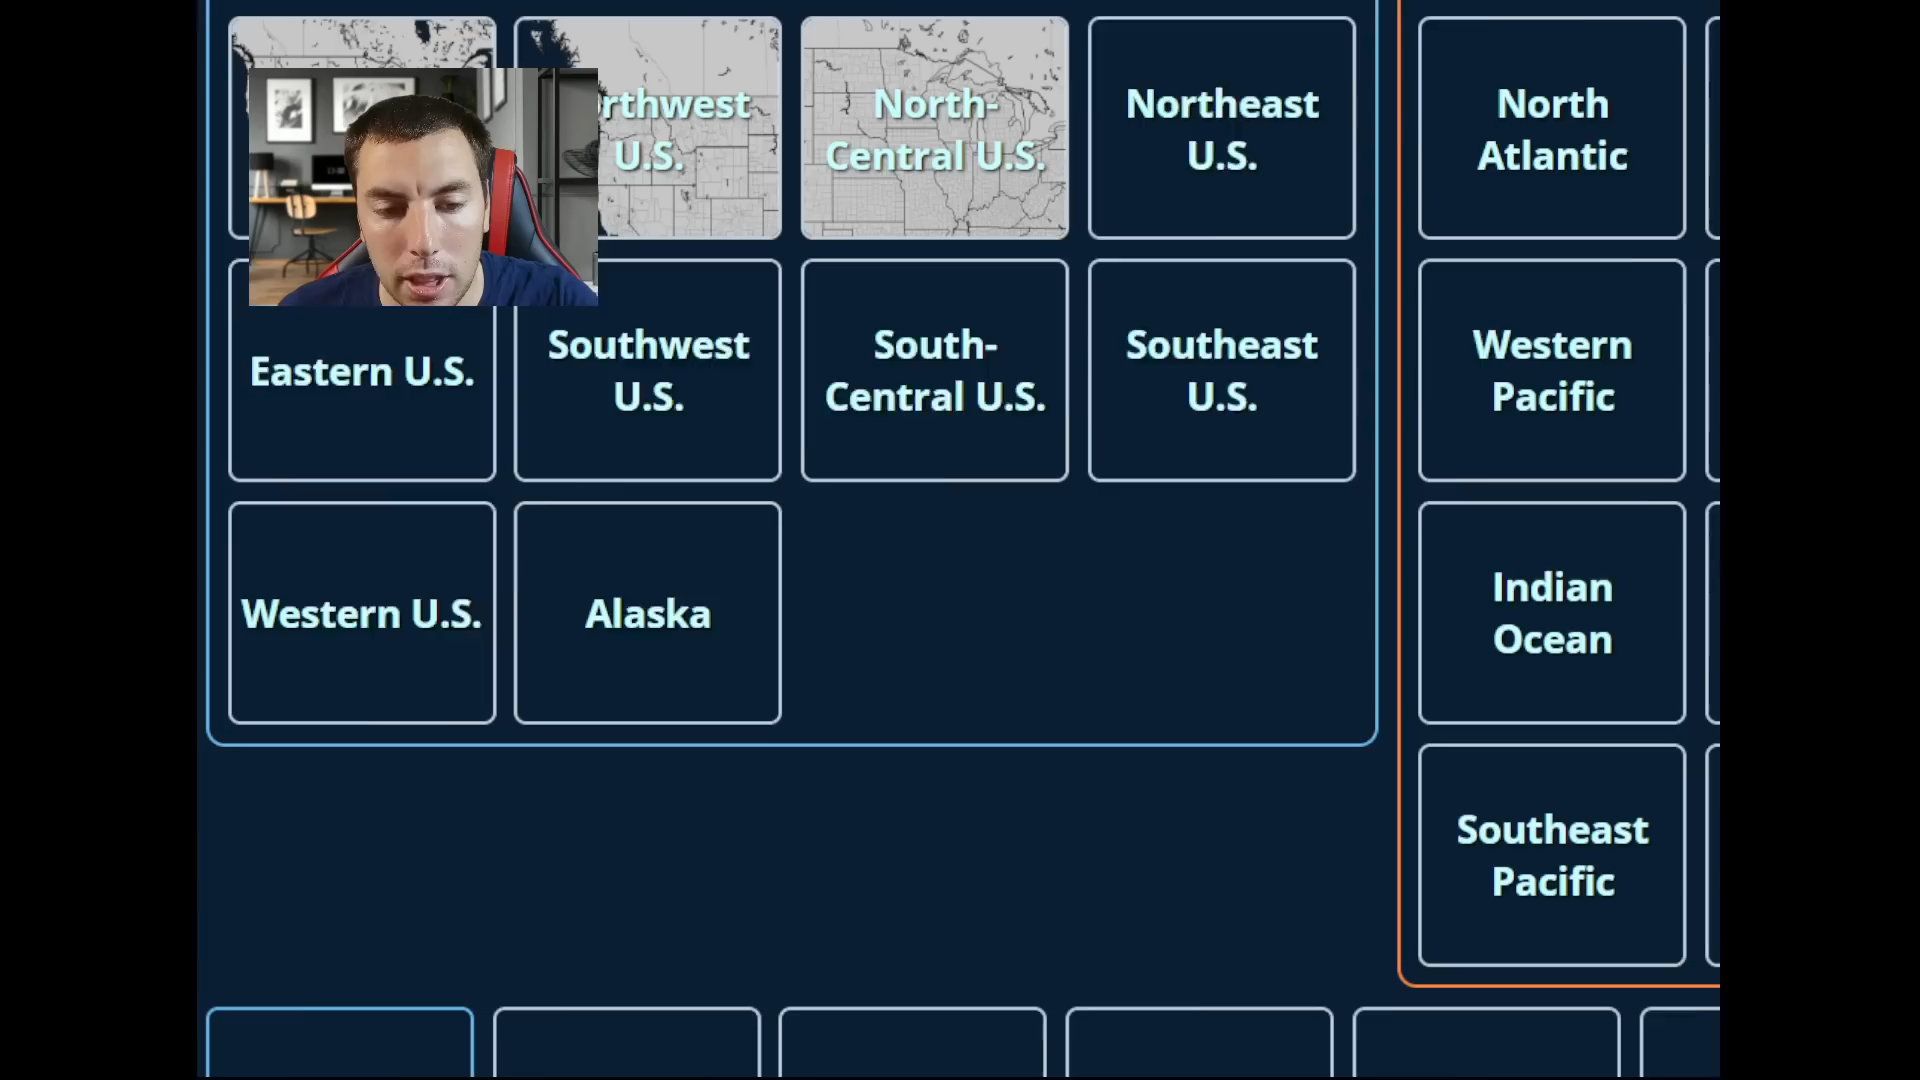 rthwest
U.S.
North-
Central U.S.
Northeast
U.S.
North
Atlantic
Eastern U.S.
Southwest
U.S.
South-
Central U.S.
Southeast
U.S.
Western
Pacific
Western U.S.
Alaska
Indian
Ocean
Southeast
Pacific